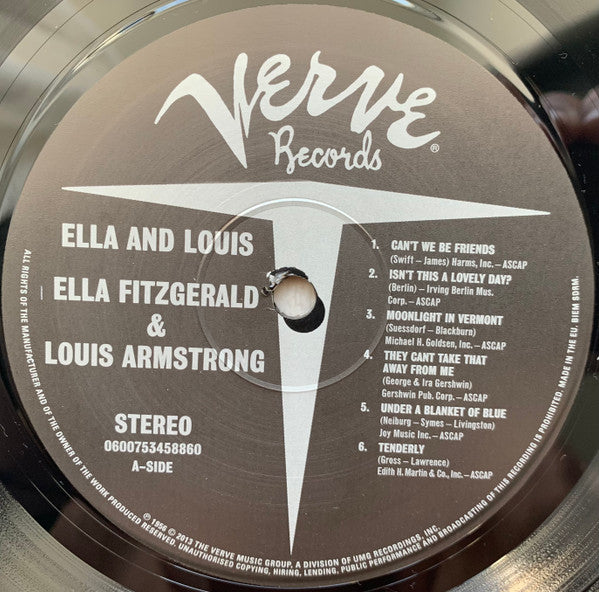 Verve
Records
®
ELLA AND LOUIS
ELLA FITZGERALD
&
LOUIS ARMSTRONG
STEREO
0600753458860
A-SIDE
1. CAN'T WE BE FRIENDS
(Swift – James) Harms, Inc. – ASCAP
2. ISN'T THIS A LOVELY DAY?
(Berlin) – Irving Berlin Mus.
Corp. – ASCAP
3. MOONLIGHT IN VERMONT
(Suessdorf – Blackburn)
Michael H. Goldsen, Inc. – ASCAP
4. THEY CANT TAKE THAT
AWAY FROM ME
(George & Ira Gershwin)
Gershwin Pub. Corp. – ASCAP
5. UNDER A BLANKET OF BLUE
(Neiburg – Symes – Livingston)
Joy Music Inc. – ASCAP
6. TENDERLY
(Gross – Lawrence)
Edith H. Martin & Co., Inc. – ASCAP
ALL RIGHTS OF THE MANUFACTURER AND OF THE OWNER OF THE WORK PRODUCED RESERVED. UNAUTHORISED COPYING, HIRING, LENDING, PUBLIC PERFORMANCE AND BROADCASTING OF THIS RECORDING IS PROHIBITED. MADE IN THE EU. BIEM SDRM.
℗ 1956 © 2013 THE VERVE MUSIC GROUP, A DIVISION OF UMG RECORDINGS, INC.